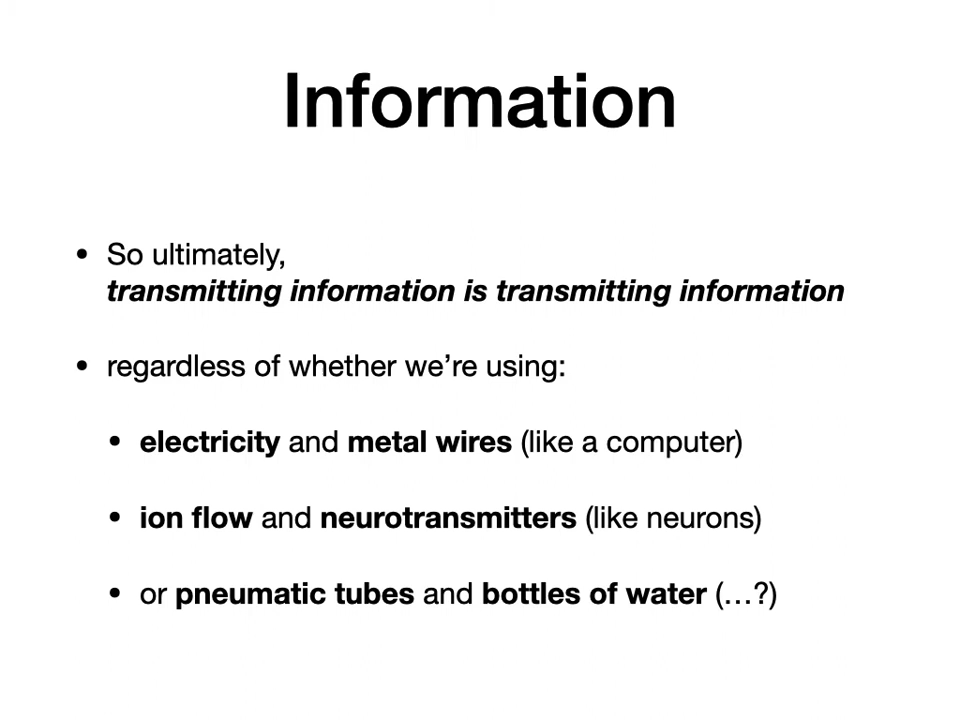 Information
• So ultimately,
transmitting information is transmitting information
• regardless of whether we’re using:
• electricity and metal wires (like a computer)
• ion flow and neurotransmitters (like neurons)
• or pneumatic tubes and bottles of water (…?)